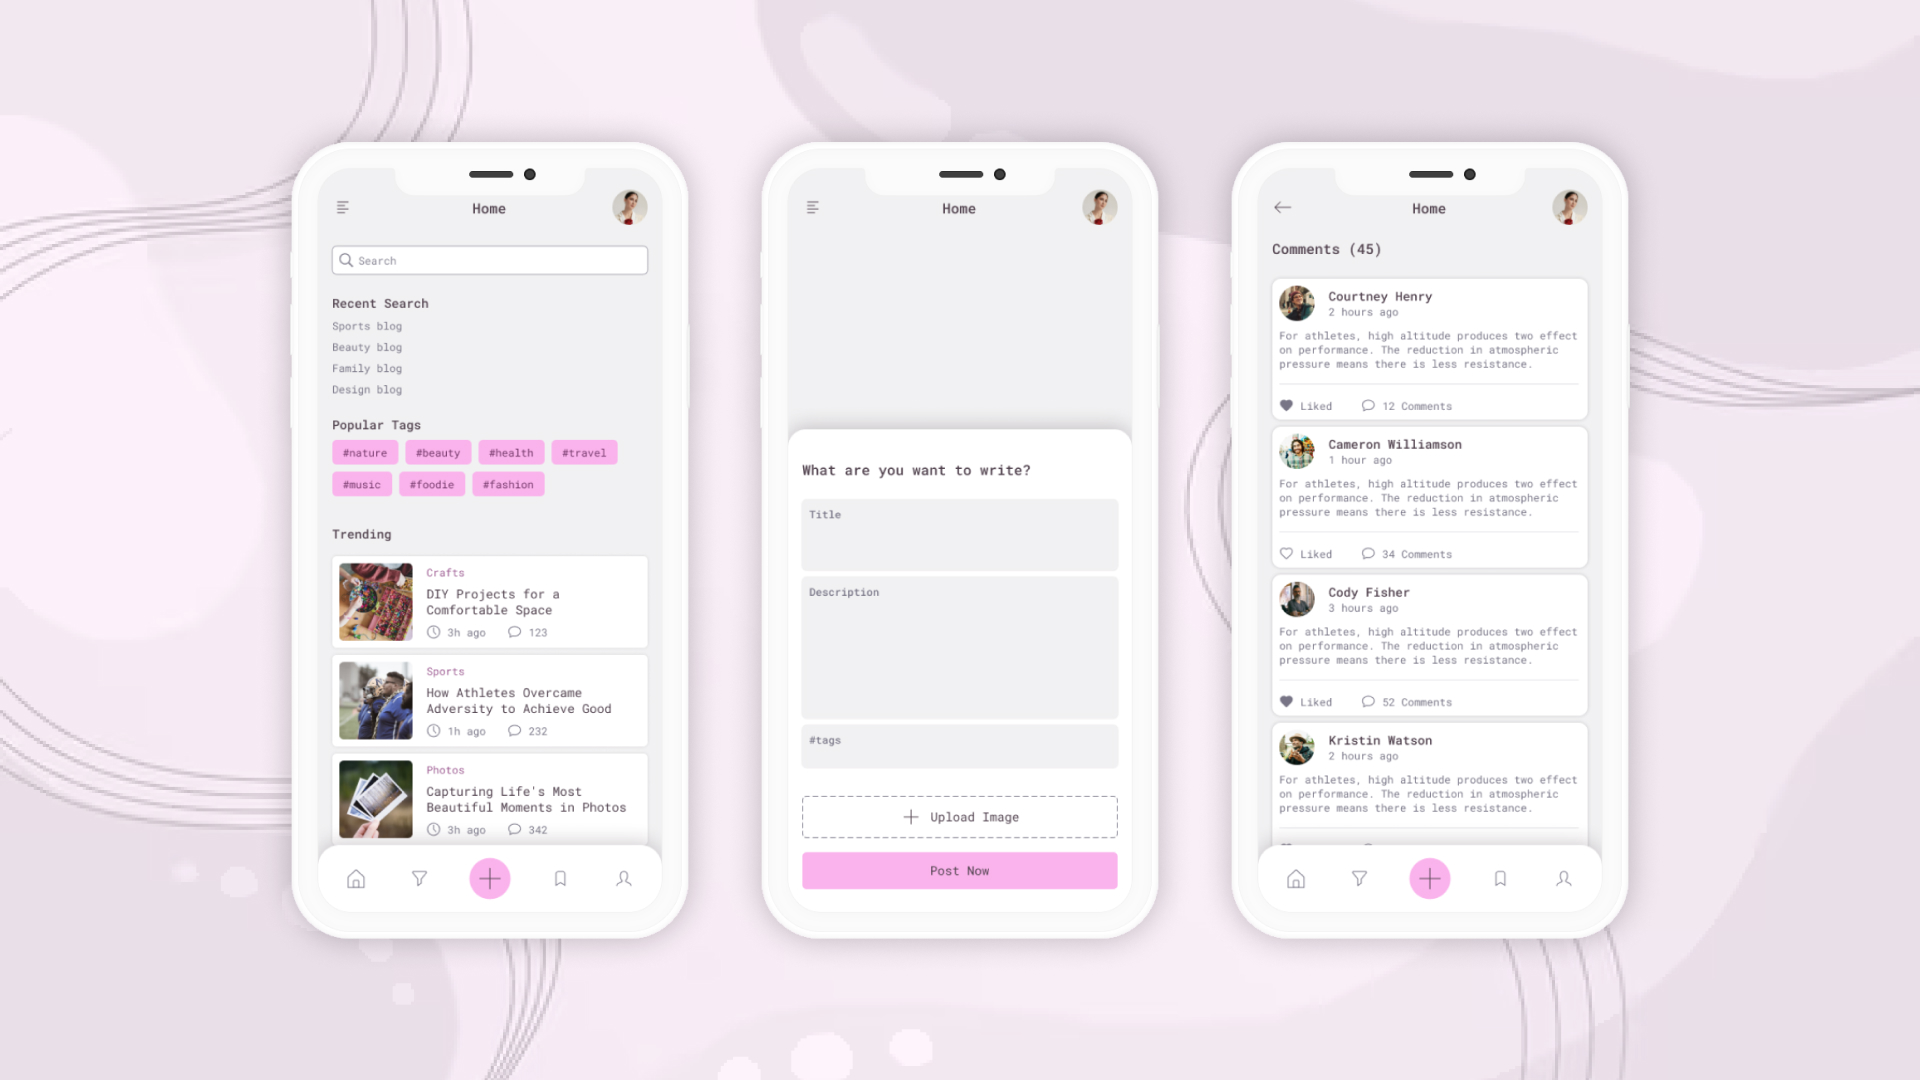 Home
Search
Recent Search
Sports blog
Beauty blog
Family blog
Design blog
Popular Tags
#nature #beauty #health #travel
#music #foodie #fashion
Trending
Crafts
DIY Projects for a
Comfortable Space
3h ago 123
Sports
How Athletes Overcame
Adversity to Achieve Good
1h ago 232
Photos
Capturing Life's Most
Beautiful Moments in Photos
3h ago 342
Home
What are you want to write?
Title
Description
#tags
Upload Image
Post Now
Home
Comments (45)
Courtney Henry
2 hours ago
For athletes, high altitude produces two effect
on performance. The reduction in atmospheric
pressure means there is less resistance.
Liked 12 Comments
Cameron Williamson
1 hour ago
For athletes, high altitude produces two effect
on performance. The reduction in atmospheric
pressure means there is less resistance.
Liked 34 Comments
Cody Fisher
3 hours ago
For athletes, high altitude produces two effect
on performance. The reduction in atmospheric
pressure means there is less resistance.
Liked 52 Comments
Kristin Watson
2 hours ago
For athletes, high altitude produces two effect
on performance. The reduction in atmospheric
pressure means there is less resistance.